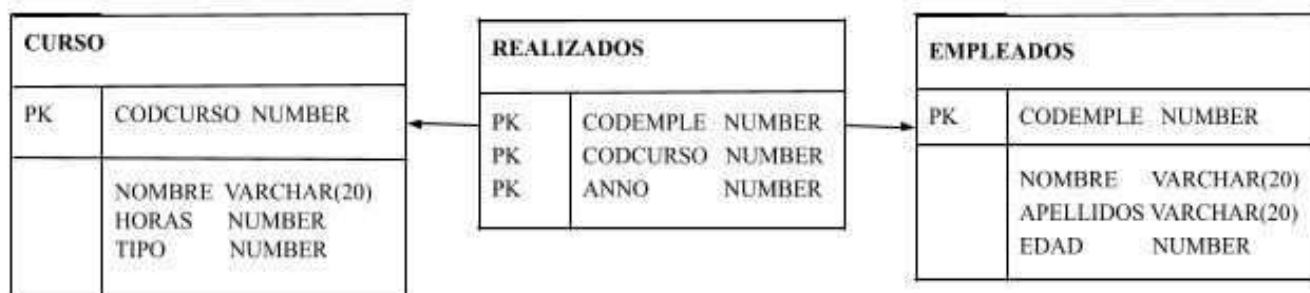 CURSO
PK CODCURSO NUMBER
NOMBRE VARCHAR(20)
HORAS NUMBER
TIPO NUMBER
REALIZADOS
PK CODEMPLE NUMBER
PK CODCURSO NUMBER
PK ANNO NUMBER
EMPLEADOS
PK CODEMPLE NUMBER
NOMBRE VARCHAR(20)
APELLIDOS VARCHAR(20)
EDAD NUMBER